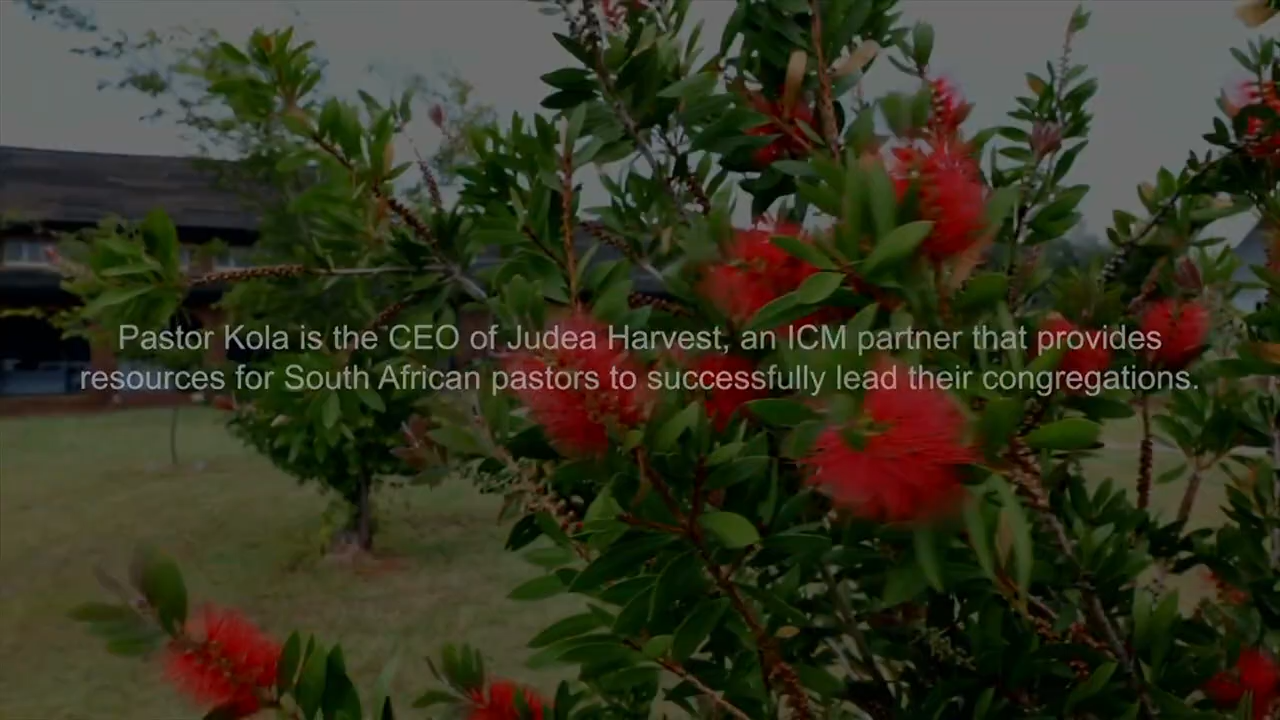 Pastor Kola is the CEO of Judea Harvest, an ICM partner that provides
resources for South African pastors to successfully lead their congregations.